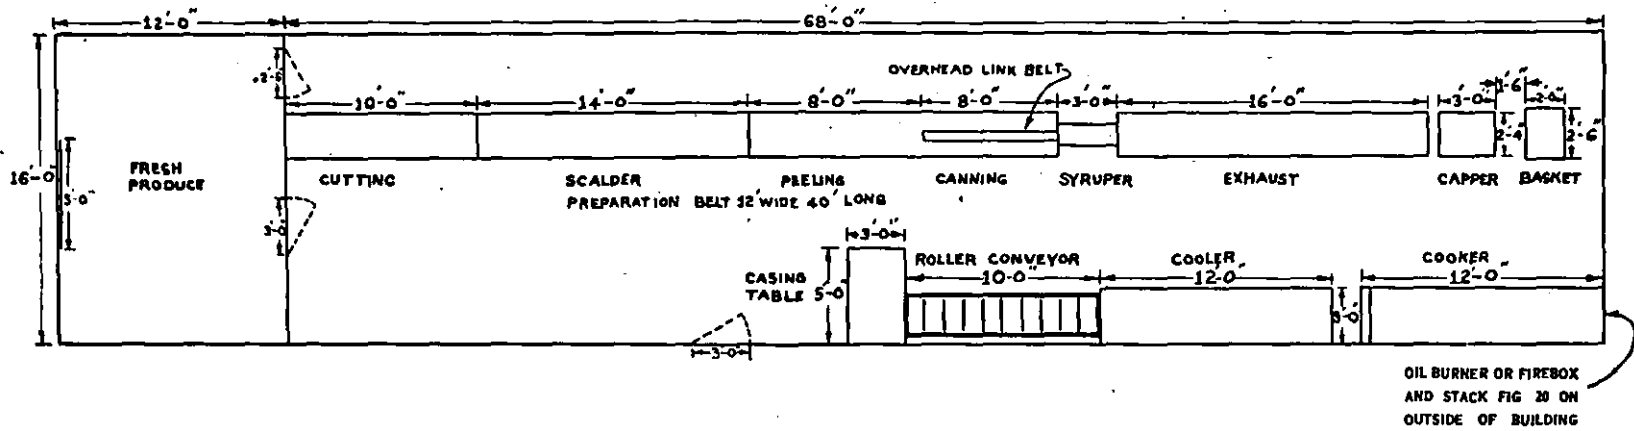 12'-0"
68'-0"
OVERHEAD LINK BELT
10'-0"
14'-0"
8'-0"
8'-0"
3'-0"
16'-0"
3'-0"
1'-6"
2'-0"
2'-6"
2'-4"
2'-6"
16'-0"
FRESH
PRODUCE
CUTTING
SCALDER
PEELING
CANNING
SYRUPER
EXHAUST
CAPPER
BASKET
PREPARATION BELT 12" WIDE 40' LONG
5'-0"
3'-0"
3'-0"
CASING
TABLE
5'-0"
ROLLER CONVEYOR
10'-0"
COOLER
12'-0"
COOKER
12'-0"
3'-0"
3'-0"
OIL BURNER OR FIREBOX
AND STACK FIG 20 ON
OUTSIDE OF BUILDING